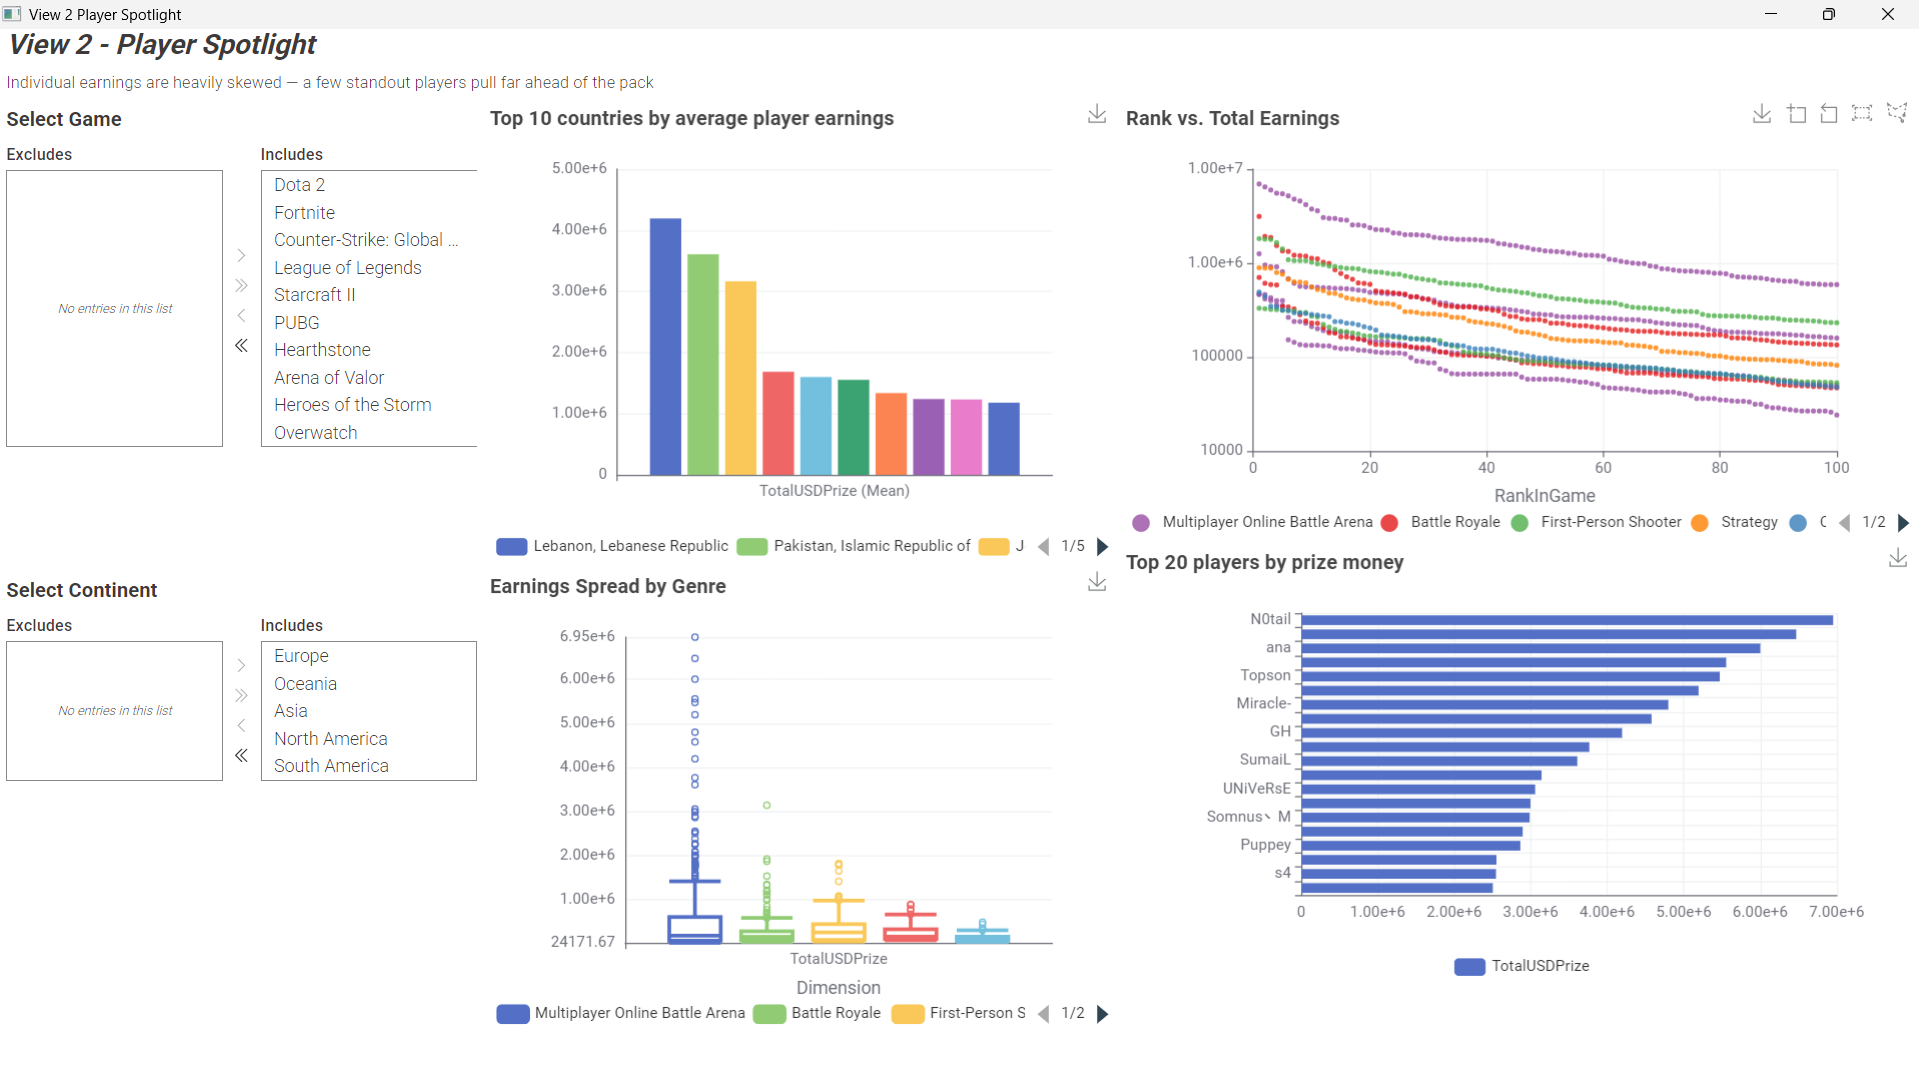 View 2 Player Spotlight
View 2 - Player Spotlight
Individual earnings are heavily skewed — a few standout players pull far ahead of the pack
Select Game
Excludes
No entries in this list
Includes
Dota 2
Fortnite
Counter-Strike: Global ...
League of Legends
Starcraft II
PUBG
Hearthstone
Arena of Valor
Heroes of the Storm
Overwatch
Select Continent
Excludes
No entries in this list
Includes
Europe
Oceania
Asia
North America
South America
Top 10 countries by average player earnings
5.00e+6
4.00e+6
3.00e+6
2.00e+6
1.00e+6
0
TotalUSDPrize (Mean)
Lebanon, Lebanese Republic
Pakistan, Islamic Republic of
J
1/5
Earnings Spread by Genre
6.95e+6
6.00e+6
5.00e+6
4.00e+6
3.00e+6
2.00e+6
1.00e+6
24171.67
TotalUSDPrize
Dimension
Multiplayer Online Battle Arena
Battle Royale
First-Person S
1/2
Rank vs. Total Earnings
1.00e+7
1.00e+6
100000
10000
0 20 40 60 80 100
RankInGame
Multiplayer Online Battle Arena
Battle Royale
First-Person Shooter
Strategy
1/2
Top 20 players by prize money
N0tail
ana
Topson
Miracle-
GH
SumaiL
UNiVeRsE
Somnus丶 M
Puppey
s4
0 1.00e+6 2.00e+6 3.00e+6 4.00e+6 5.00e+6 6.00e+6 7.00e+6
TotalUSDPrize